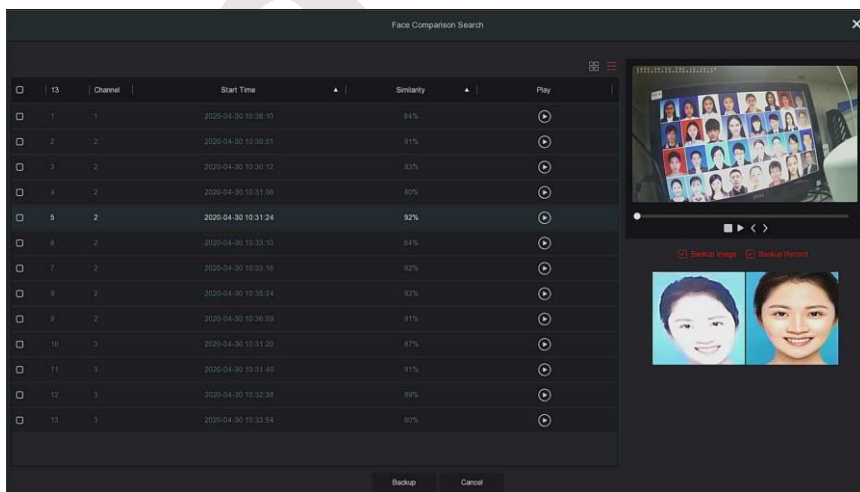 Face Comparison Search
13 Channel Start Time Similarity Play
1 1 2020-04-30 10:36:10 84%
2 2 2020-04-30 10:30:01 91%
3 2 2020-04-30 10:30:12 83%
4 2 2020-04-30 10:31:06 80%
5 2 2020-04-30 10:31:24 92%
6 2 2020-04-30 10:33:10 84%
7 2 2020-04-30 10:33:16 92%
8 2 2020-04-30 10:35:24 92%
9 2 2020-04-30 10:36:59 91%
10 3 2020-04-30 10:31:20 87%
11 3 2020-04-30 10:31:40 91%
12 3 2020-04-30 10:32:38 89%
13 3 2020-04-30 10:33:54 90%
Backup Image Backup Record
Backup Cancel